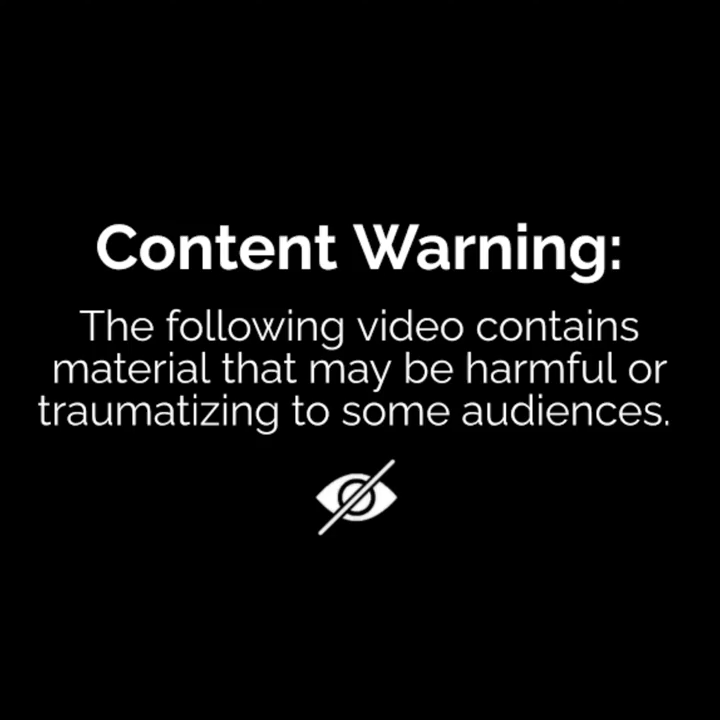 Content Warning:
The following video contains
material that may be harmful or
traumatizing to some audiences.